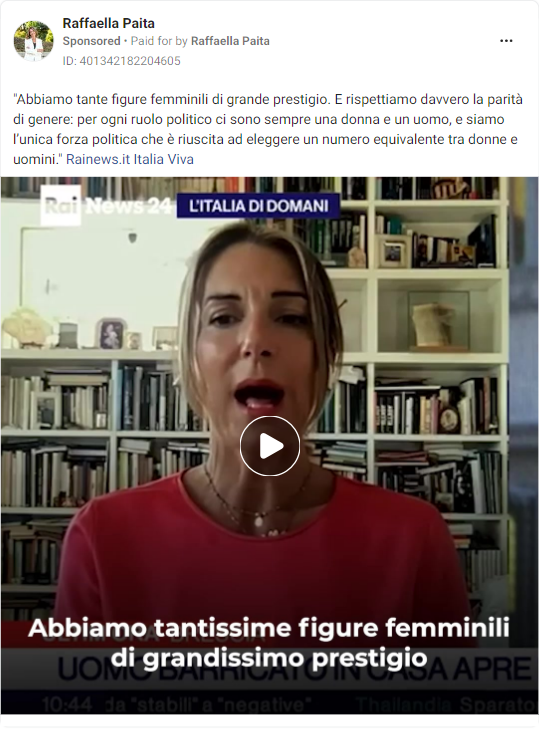 Raffaella Paita
Sponsored • Paid for by Raffaella Paita
ID: 401342182204605
"Abbiamo tante figure femminili di grande prestigio. E rispettiamo davvero la parità
di genere: per ogni ruolo politico ci sono sempre una donna e un uomo, e siamo
l'unica forza politica che è riuscita ad eleggere un numero equivalente tra donne e
uomini." Rainews.it Italia Viva
Rai News 24 L'ITALIA DI DOMANI
Abbiamo tantissime figure femminili
di grandissimo prestigio
UOMO BARRICATO IN CASA APRE
10:44 da "stabili" a "negative" Thailandia Sparato